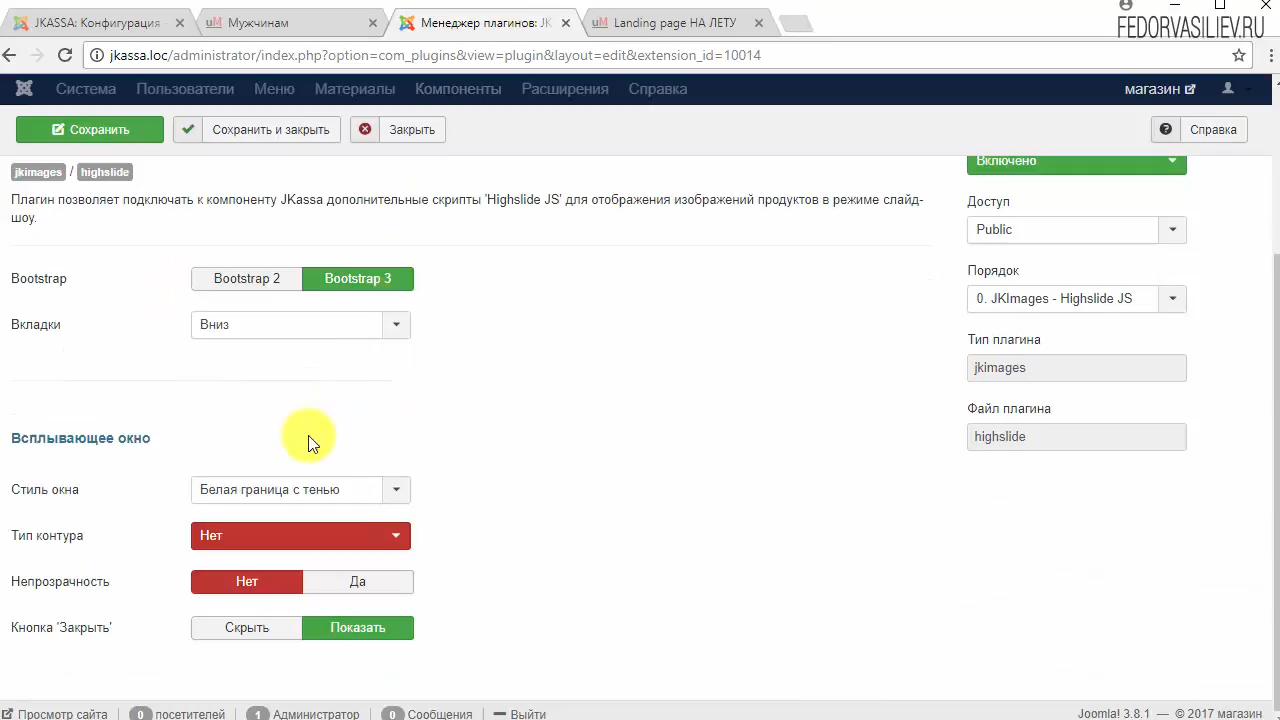 JKASSA: Конфигурация
uM Мужчинам
Менеджер плагинов: JK
uM Landing page НА ЛЕТУ
FEDORVASILIEV.RU
jkassa.loc/administrator/index.php?option=com_plugins&view=plugin&layout=edit&extension_id=10014
Система Пользователи Меню Материалы Компоненты Расширения Справка магазин
Сохранить Сохранить и закрыть Закрыть Справка
jkimages / highslide
Плагин позволяет подключать к компоненту JKassa дополнительные скрипты 'Highslide JS' для отображения изображений продуктов в режиме слайд-
шоу.
Bootstrap Bootstrap 2 Bootstrap 3
Вкладки Вниз
Всплывающее окно
Стиль окна Белая граница с тенью
Тип контура Нет
Непрозрачность Нет Да
Кнопка 'Закрыть' Скрыть Показать
Включено
Доступ
Public
Порядок
0. JKImages - Highslide JS
Тип плагина
jkimages
Файл плагина
highslide
Просмотр сайта 0 посетителей 1 Администратор 0 Сообщения Выйти Joomla! 3.8.1 — © 2017 магазин